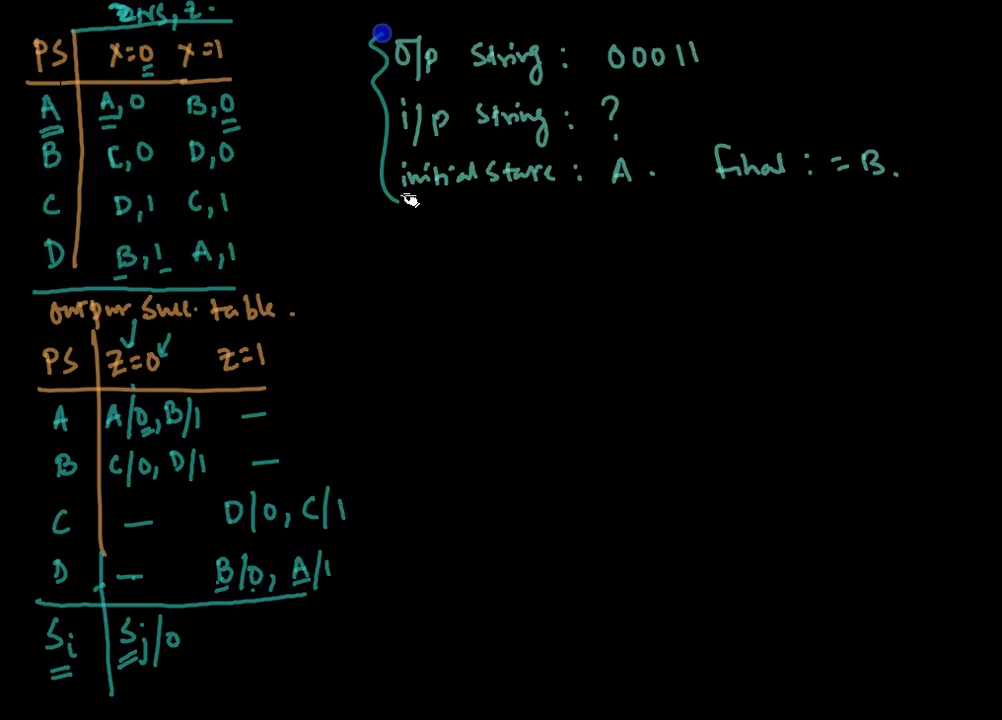 NS, Z.
PS X=0 X=1
A A,0 B,0
B C,0 D,0
C D,1 C,1
D B,1 A,1
output succ. table.
PS Z=0 Z=1
A A/0, B/1 —
B C/0, D/1 —
C — D/0, C/1
D — B/0, A/1
Si Sj/0
O/p string : 00011
i/p string : ?
initial state : A. final : = B.